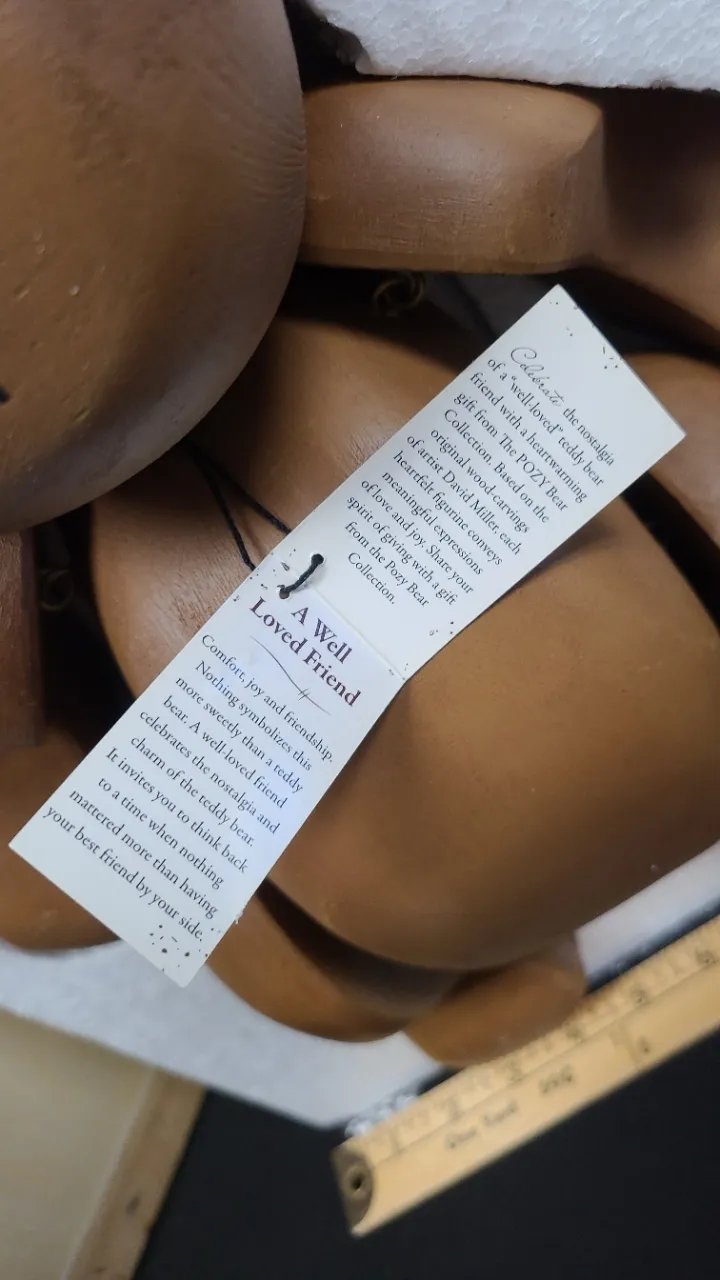 Celebrate the nostalgia
of a "well-loved" teddy bear
friend with a heartwarming
gift from The POZY Bear
Collection. Based on the
original wood-carvings
of artist David Miller, each
heartfelt figurine conveys
meaningful expressions
of love and joy. Share your
spirit of giving with a gift
from the Pozy Bear
Collection.
A Well
Loved Friend
Comfort, joy and friendship.
Nothing symbolizes this
more sweetly than a teddy
bear. A well-loved friend
celebrates the nostalgia and
charm of the teddy bear.
It invites you to think back
to a time when nothing
mattered more than having
your best friend by your side.